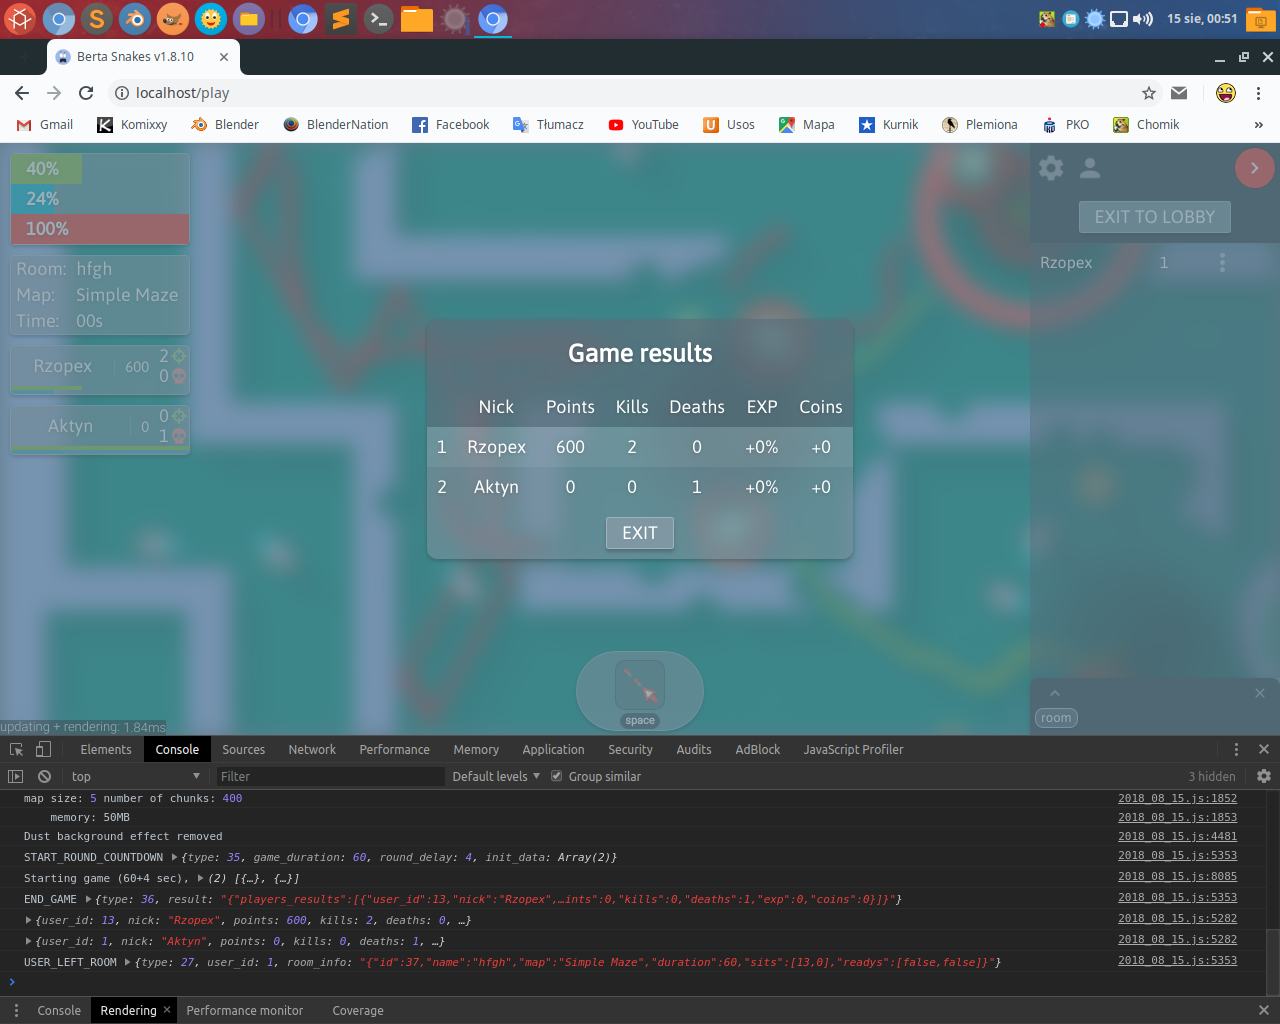 15 sie, 00:51
Berta Snakes v1.8.10
localhost/play
Gmail Komixxy Blender BlenderNation Facebook Tłumacz YouTube Usos Mapa Kurnik Plemiona PKO Chomik »
40%
24%
100%
Room: hfgh
Map: Simple Maze
Time: 00s
Rzopex 600 2 0
Aktyn 0 0 1
EXIT TO LOBBY
Rzopex 1
Game results
Nick Points Kills Deaths EXP Coins
1 Rzopex 600 2 0 +0% +0
2 Aktyn 0 0 1 +0% +0
EXIT
space
room
updating + rendering: 1.84ms
Elements Console Sources Network Performance Memory Application Security Audits AdBlock JavaScript Profiler
top Filter Default levels Group similar 3 hidden
map size: 5 number of chunks: 400 2018_08_15.js:1852
memory: 50MB 2018_08_15.js:1853
Dust background effect removed 2018_08_15.js:4481
START_ROUND_COUNTDOWN {type: 35, game_duration: 60, round_delay: 4, init_data: Array(2)} 2018_08_15.js:5353
Starting game (60+4 sec), (2) [{…}, {…}] 2018_08_15.js:8085
END_GAME {type: 36, result: "{"players_results":[{"user_id":13,"nick":"Rzopex",…ints":0,"kills":0,"deaths":1,"exp":0,"coins":0}]}"} 2018_08_15.js:5353
{user_id: 13, nick: "Rzopex", points: 600, kills: 2, deaths: 0, …} 2018_08_15.js:5282
{user_id: 1, nick: "Aktyn", points: 0, kills: 0, deaths: 1, …} 2018_08_15.js:5282
USER_LEFT_ROOM {type: 27, user_id: 1, room_info: "{"id":37,"name":"hfgh","map":"Simple Maze","duration":60,"sits":[13,0],"readys":[false,false]}"} 2018_08_15.js:5353
Console Rendering Performance monitor Coverage